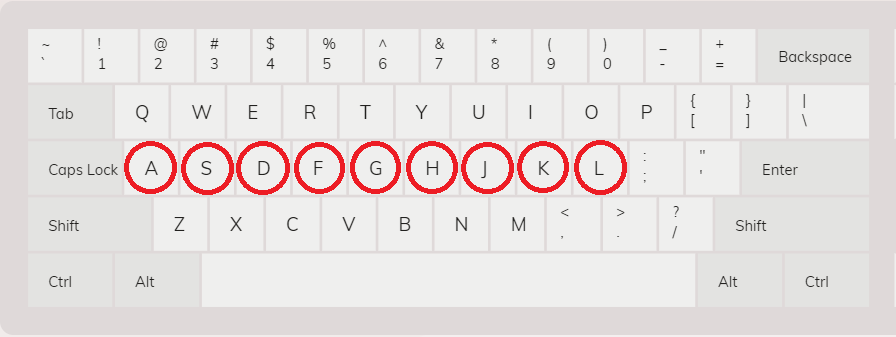 ~ ! @ # $ % ^ & * ( ) _ +
` 1 2 3 4 5 6 7 8 9 0 - = Backspace
Tab Q W E R T Y U I O P { [ } ] | \
Caps Lock A S D F G H J K L : ; " ' Enter
Shift Z X C V B N M < , > . ? / Shift
Ctrl Alt Alt Ctrl